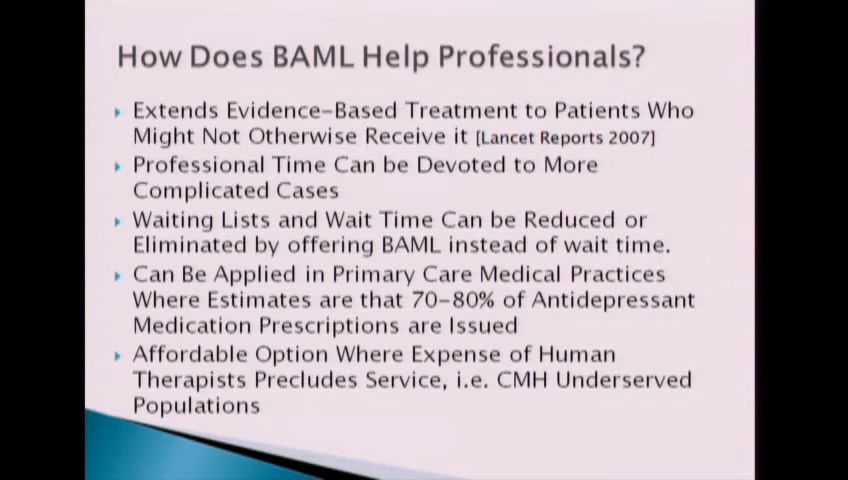 How Does BAML Help Professionals?
Extends Evidence-Based Treatment to Patients Who
Might Not Otherwise Receive it [Lancet Reports 2007]
Professional Time Can be Devoted to More
Complicated Cases
Waiting Lists and Wait Time Can be Reduced or
Eliminated by offering BAML instead of wait time.
Can Be Applied in Primary Care Medical Practices
Where Estimates are that 70-80% of Antidepressant
Medication Prescriptions are Issued
Affordable Option Where Expense of Human
Therapists Precludes Service, i.e. CMH Underserved
Populations